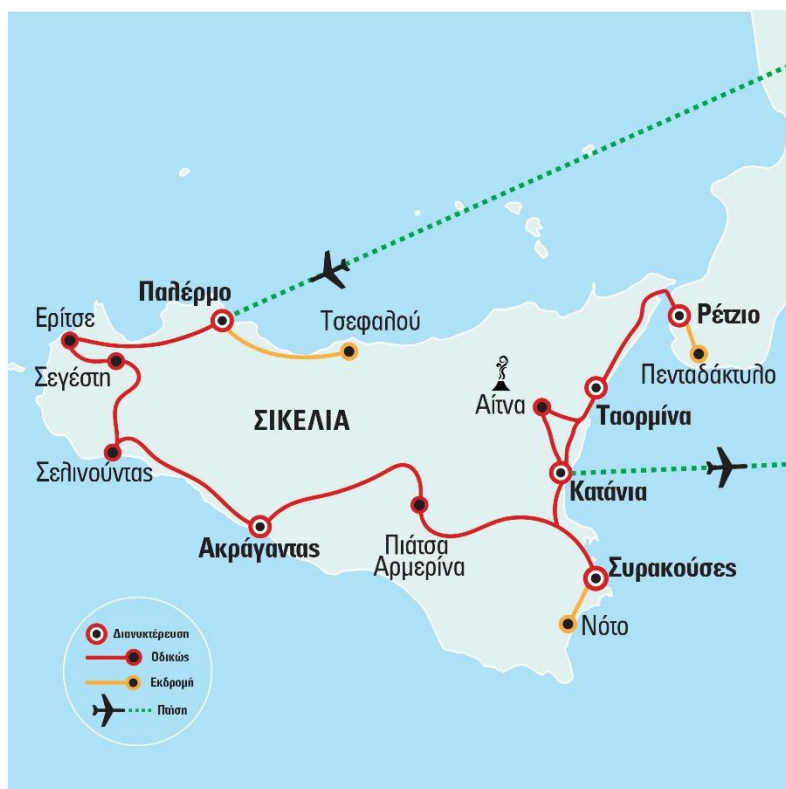 Παλέρμο
Ερίτσε
Τσεφαλού
Ρέτζιο
Σεγέστη
Πενταδάκτυλο
Αίτνα
ΣΙΚΕΛΙΑ
Ταορμίνα
Σελινούντας
Κατάνια
Ακράγαντας
Πιάτσα
Αρμερίνα
Συρακούσες
Νότο
Διανυκτέρευση
Οδικώς
Εκδρομή
Πτήση